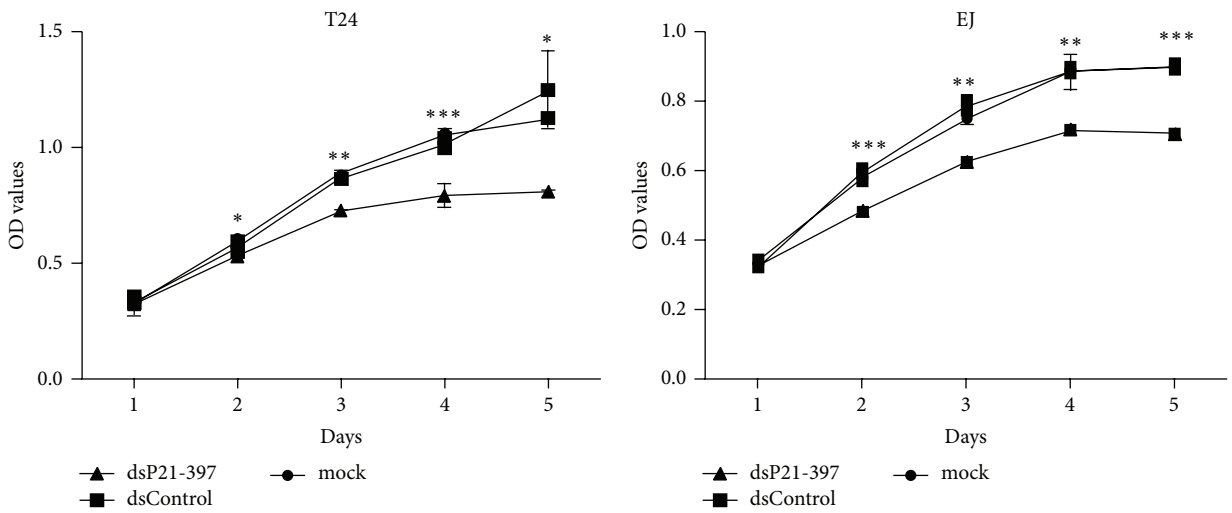 T24
OD values
1.5
1.0
0.5
0.0
*
**
***
*
1 2 3 4 5
Days
dsP21-397
mock
dsControl
EJ
OD values
1.0
0.8
0.6
0.4
0.2
0.0
***
**
**
***
1 2 3 4 5
Days
dsP21-397
mock
dsControl